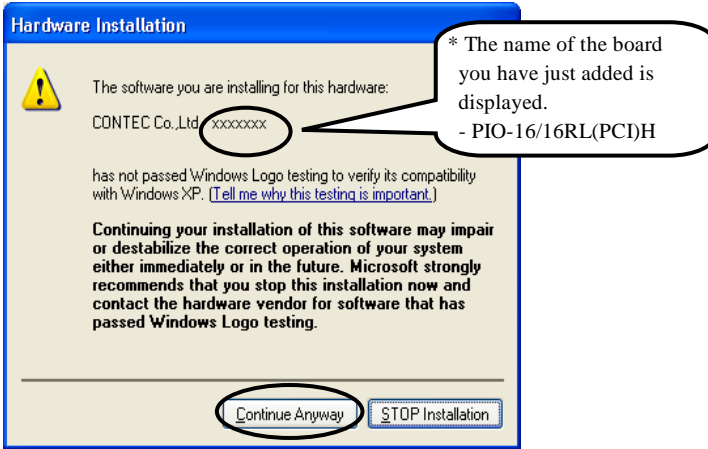 Hardware Installation
* The name of the board
you have just added is
displayed.
- PIO-16/16RL(PCI)H
The software you are installing for this hardware:
CONTEC Co.,Ltd. xxxxxxx
has not passed Windows Logo testing to verify its compatibility
with Windows XP. (Tell me why this testing is important.)
Continuing your installation of this software may impair
or destabilize the correct operation of your system
either immediately or in the future. Microsoft strongly
recommends that you stop this installation now and
contact the hardware vendor for software that has
passed Windows Logo testing.
Continue Anyway
STOP Installation